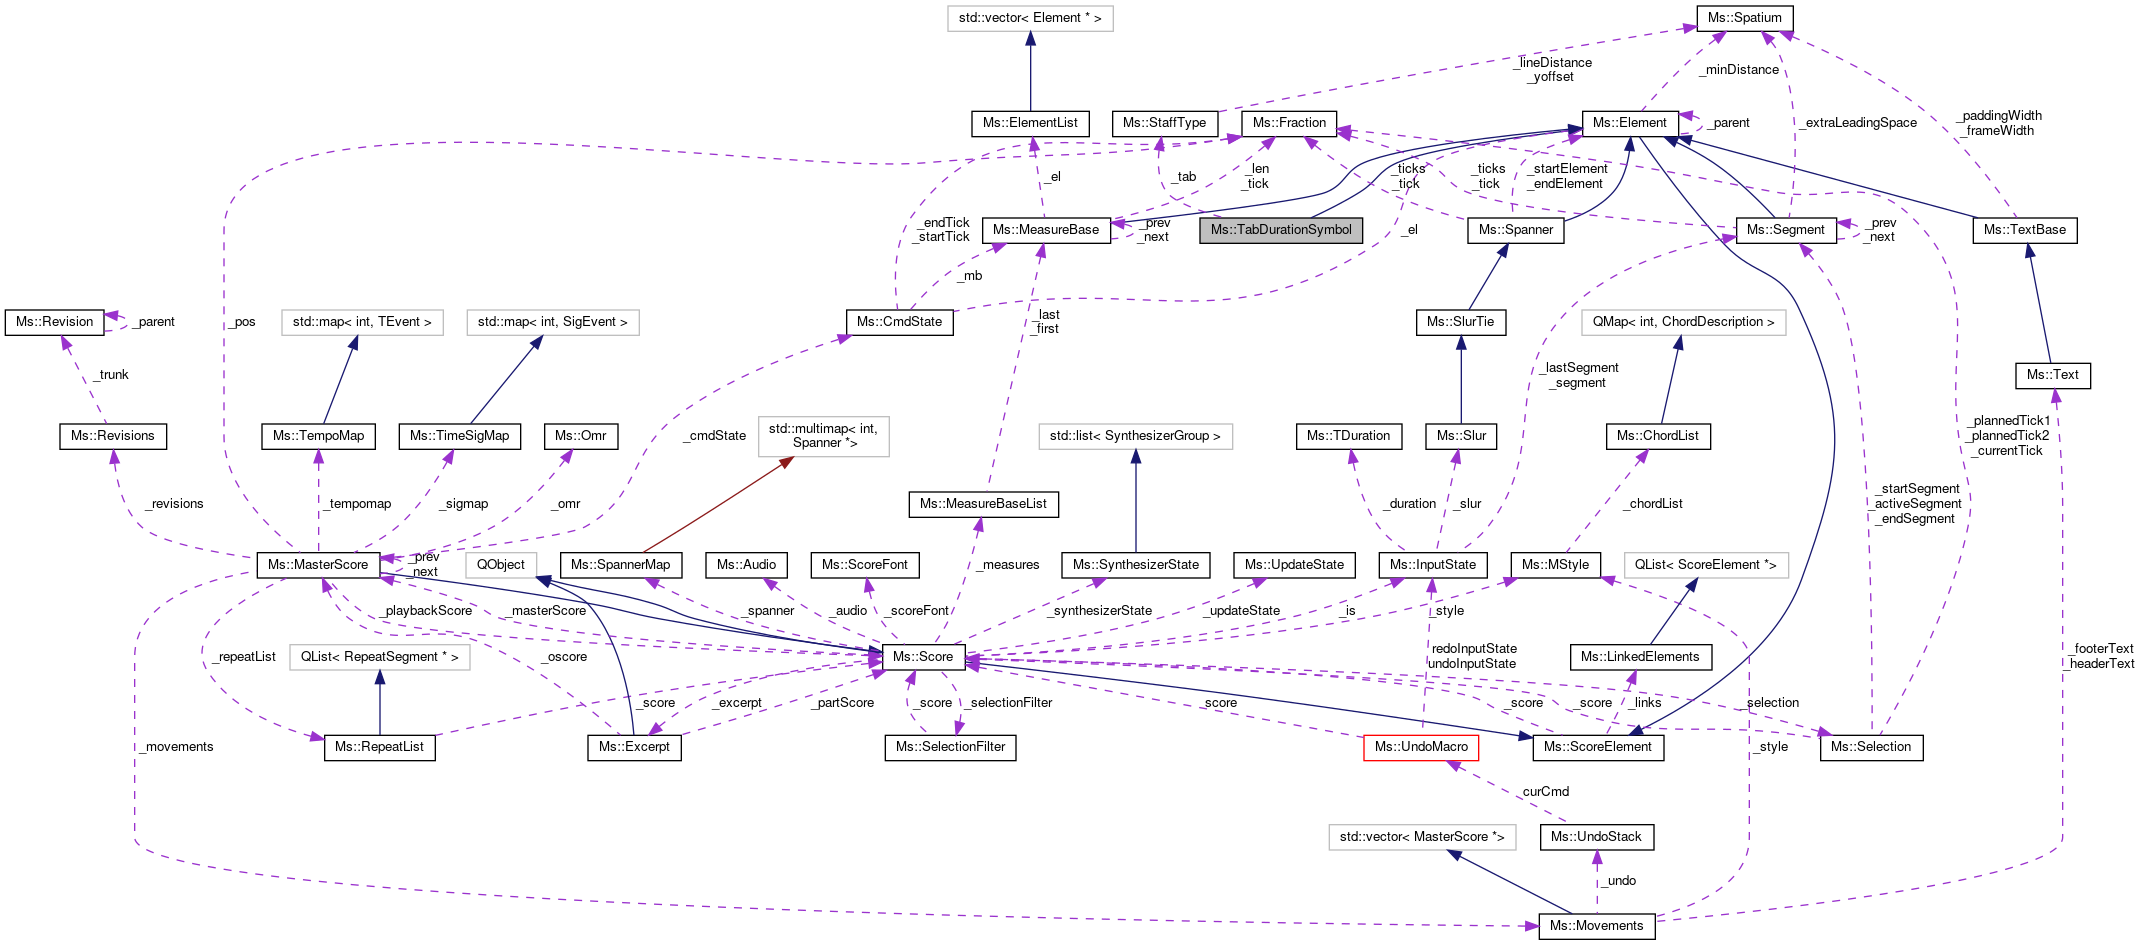 std::vector< Element * >
Ms::Spatium
_lineDistance
_yoffset
_minDistance
Ms::ElementList
Ms::StaffType
Ms::Fraction
Ms::Element
_parent
_extraLeadingSpace
_paddingWidth
_frameWidth
_el
_len
_tick
_tab
_ticks
_tick
_startElement
_endElement
_ticks
_tick
_endTick
_startTick
Ms::MeasureBase
_prev
_next
Ms::TabDurationSymbol
Ms::Spanner
Ms::Segment
_prev
_next
Ms::TextBase
_el
_mb
Ms::Revision
_parent
std::map< int, TEvent >
std::map< int, SigEvent >
_pos
Ms::CmdState
_last
_first
Ms::SlurTie
QMap< int, ChordDescription >
_trunk
_lastSegment
_segment
Ms::Text
Ms::Revisions
Ms::TempoMap
Ms::TimeSigMap
Ms::Omr
_cmdState
std::multimap< int,
Spanner *>
std::list< SynthesizerGroup >
Ms::TDuration
Ms::Slur
Ms::ChordList
_plannedTick1
_plannedTick2
_currentTick
_revisions
_tempomap
_sigmap
_omr
Ms::MeasureBaseList
_duration
_slur
_chordList
_startSegment
_activeSegment
_endSegment
Ms::MasterScore
_prev
_next
QObject
Ms::SpannerMap
Ms::Audio
Ms::ScoreFont
_measures
Ms::SynthesizerState
Ms::UpdateState
Ms::InputState
Ms::MStyle
QList< ScoreElement *>
_playbackScore
_masterScore
_spanner
_audio
_scoreFont
_synthesizerState
_updateState
_is
_style
_repeatList
QList< RepeatSegment * >
_oscore
Ms::Score
redoInputState
undoInputState
Ms::LinkedElements
_footerText
_headerText
_score
_excerpt
_partScore
_score
_selectionFilter
score
_score
_score
_links
_selection
_movements
Ms::RepeatList
Ms::Excerpt
Ms::SelectionFilter
Ms::UndoMacro
Ms::ScoreElement
_style
Ms::Selection
curCmd
std::vector< MasterScore *>
Ms::UndoStack
_undo
Ms::Movements